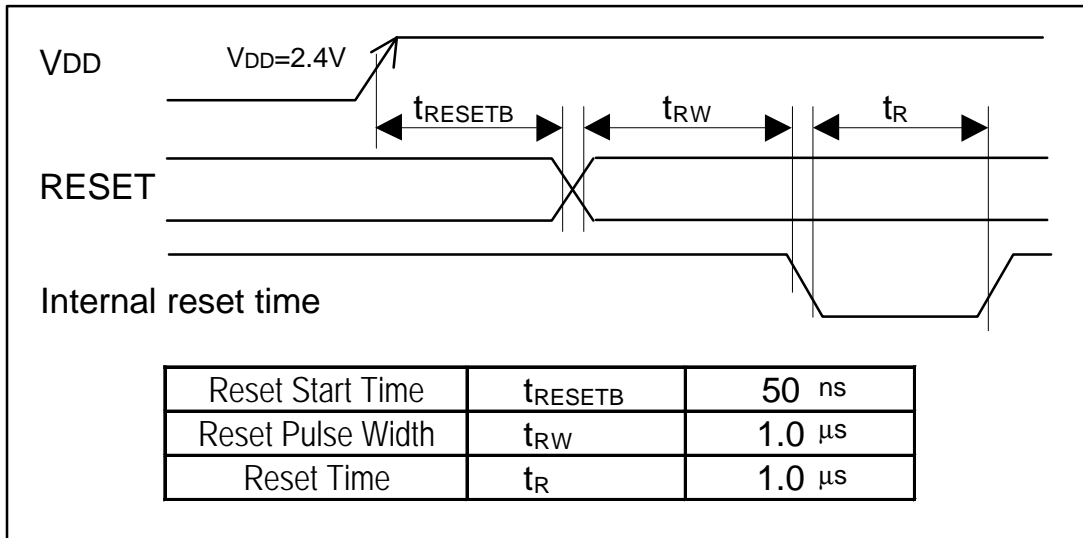 VDD VDD=2.4V
tRESETB tRW tR
RESET
Internal reset time
Reset Start Time tRESETB 50 ns
Reset Pulse Width tRW 1.0 μs
Reset Time tR 1.0 μs